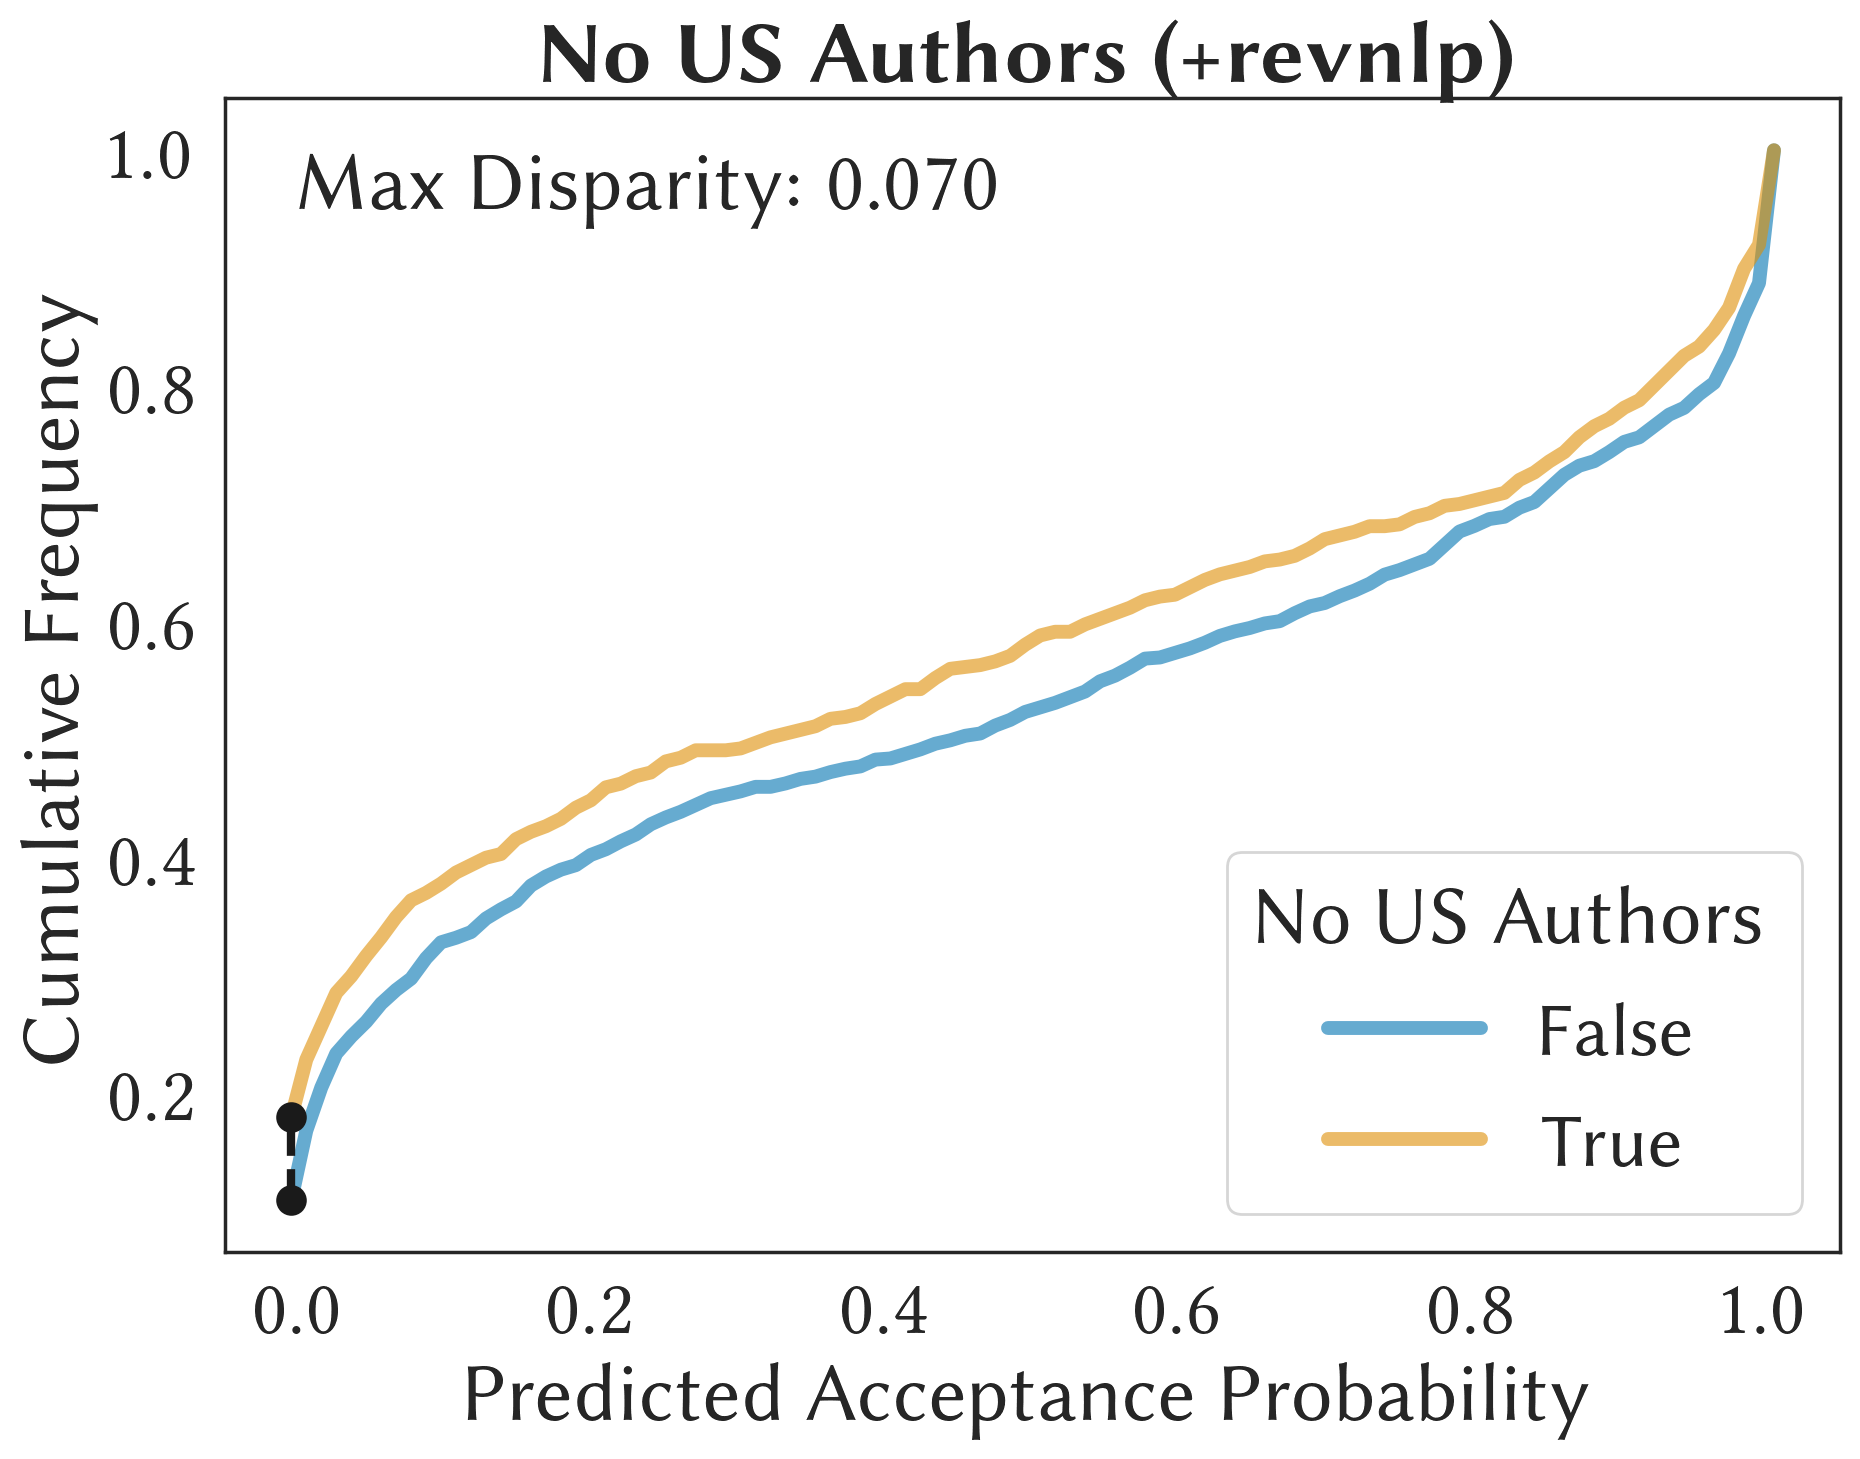 No US Authors (+revnlp)
Max Disparity: 0.070
Cumulative Frequency
1.0
0.8
0.6
0.4
0.2
No US Authors
False
True
0.0 0.2 0.4 0.6 0.8 1.0
Predicted Acceptance Probability